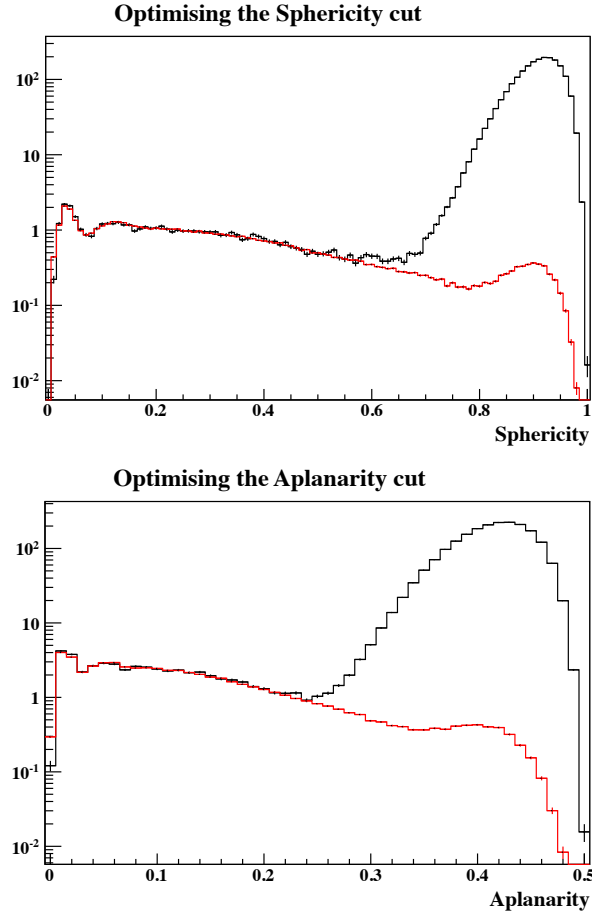 Optimising the Sphericity cut
10²
10
1
10⁻¹
10⁻²
0 0.2 0.4 0.6 0.8 1
Sphericity
Optimising the Aplanarity cut
10²
10
1
10⁻¹
10⁻²
0 0.1 0.2 0.3 0.4 0.5
Aplanarity